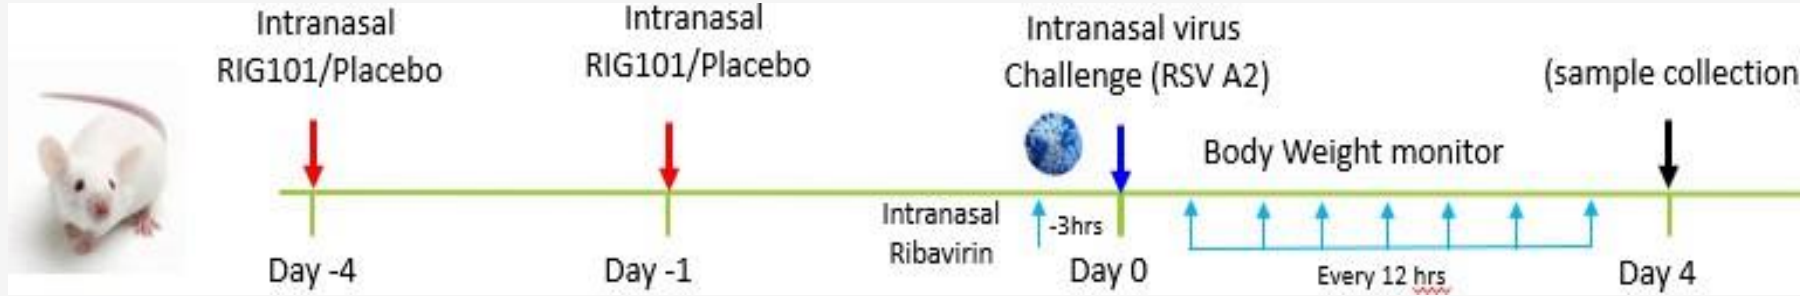 Intranasal
RIG101/Placebo
Intranasal
RIG101/Placebo
Intranasal virus
Challenge (RSV A2)
(sample collection
Body Weight monitor
Intranasal
Ribavirin
-3hrs
Every 12 hrs
Day -4
Day -1
Day 0
Day 4